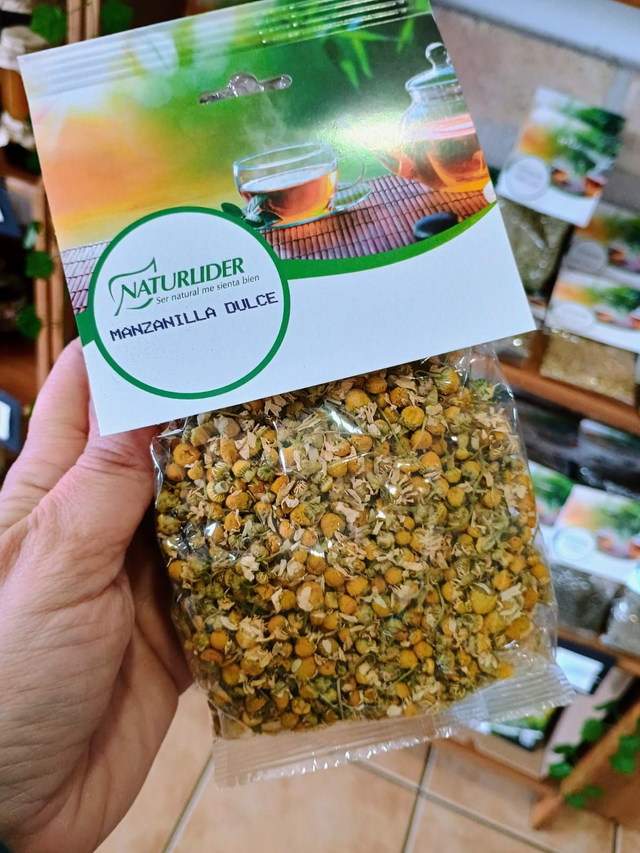 NATURLIDER
Ser natural me sienta bien
MANZANILLA DULCE